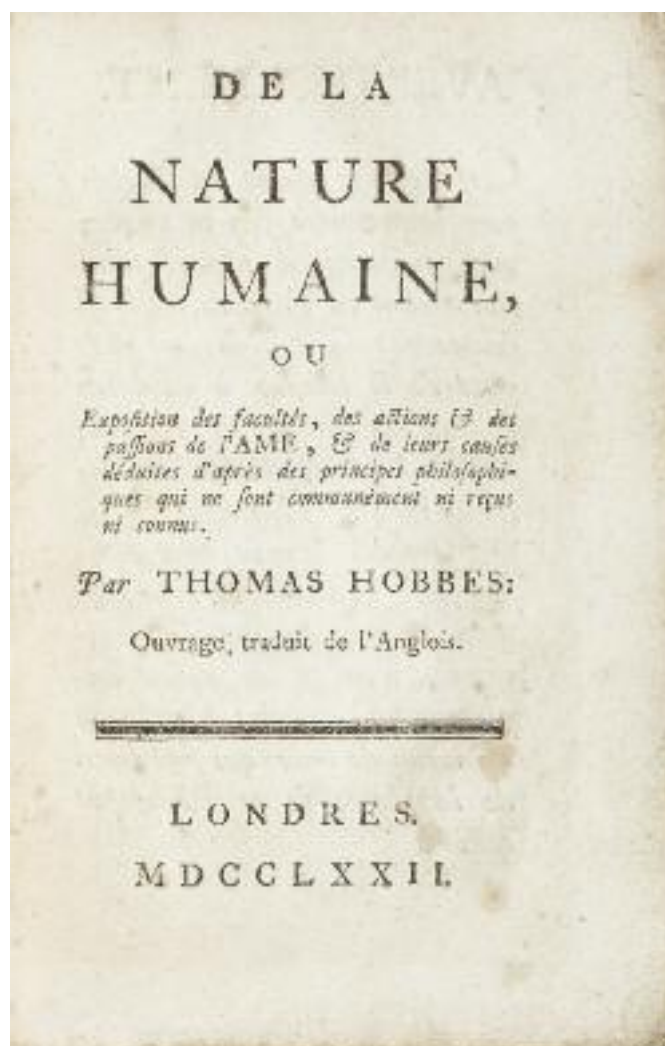 DE LA
NATURE
HUMAINE,
OU
Expoſition des facultés, des actions & des
paſſions de l'AME, & de leurs cauſes
déduites d'après des principes philoſophi-
ques qui ne ſont communément ni reçus
ni connus.
Par THOMAS HOBBES:
Ouvrage, traduit de l'Anglois.
LONDRES.
MDCCLXXII.